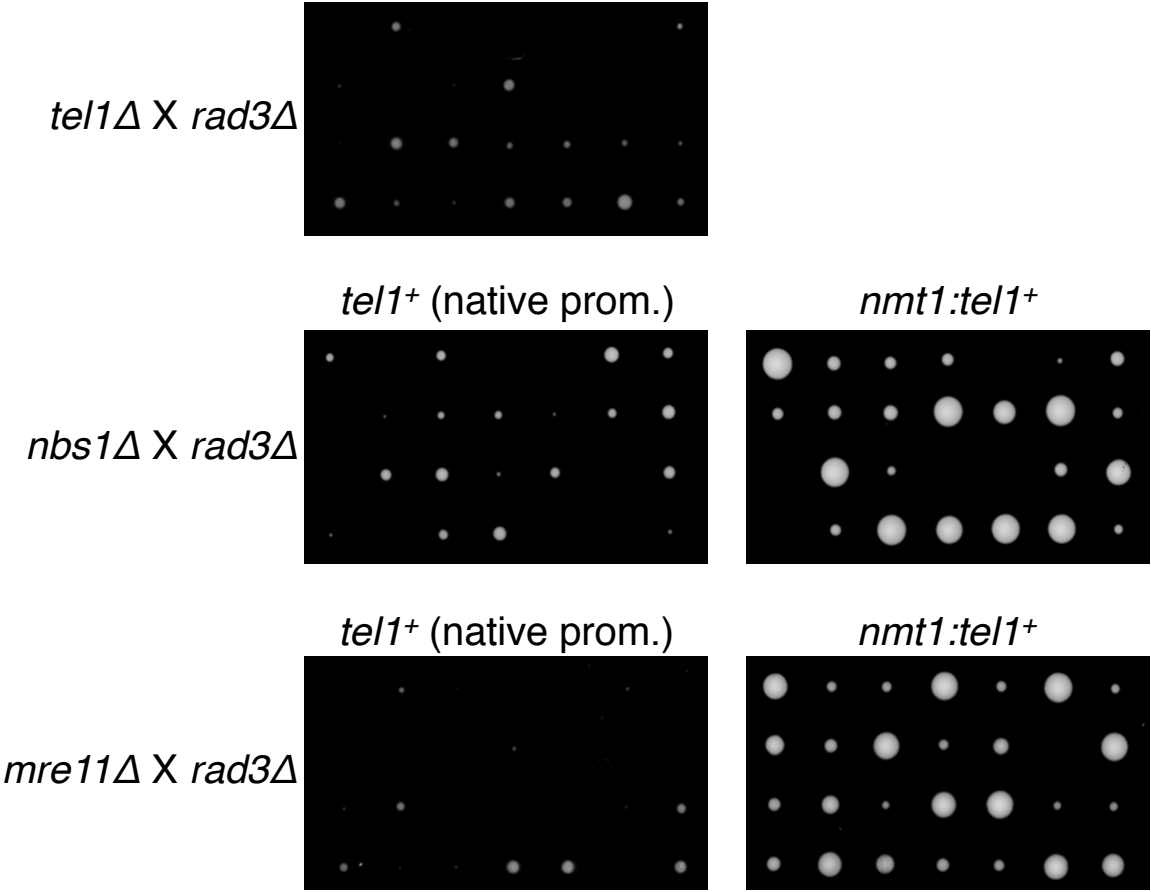 tel1Δ X rad3Δ
tel1⁺ (native prom.)
nmt1:tel1⁺
nbs1Δ X rad3Δ
tel1⁺ (native prom.)
nmt1:tel1⁺
mre11Δ X rad3Δ